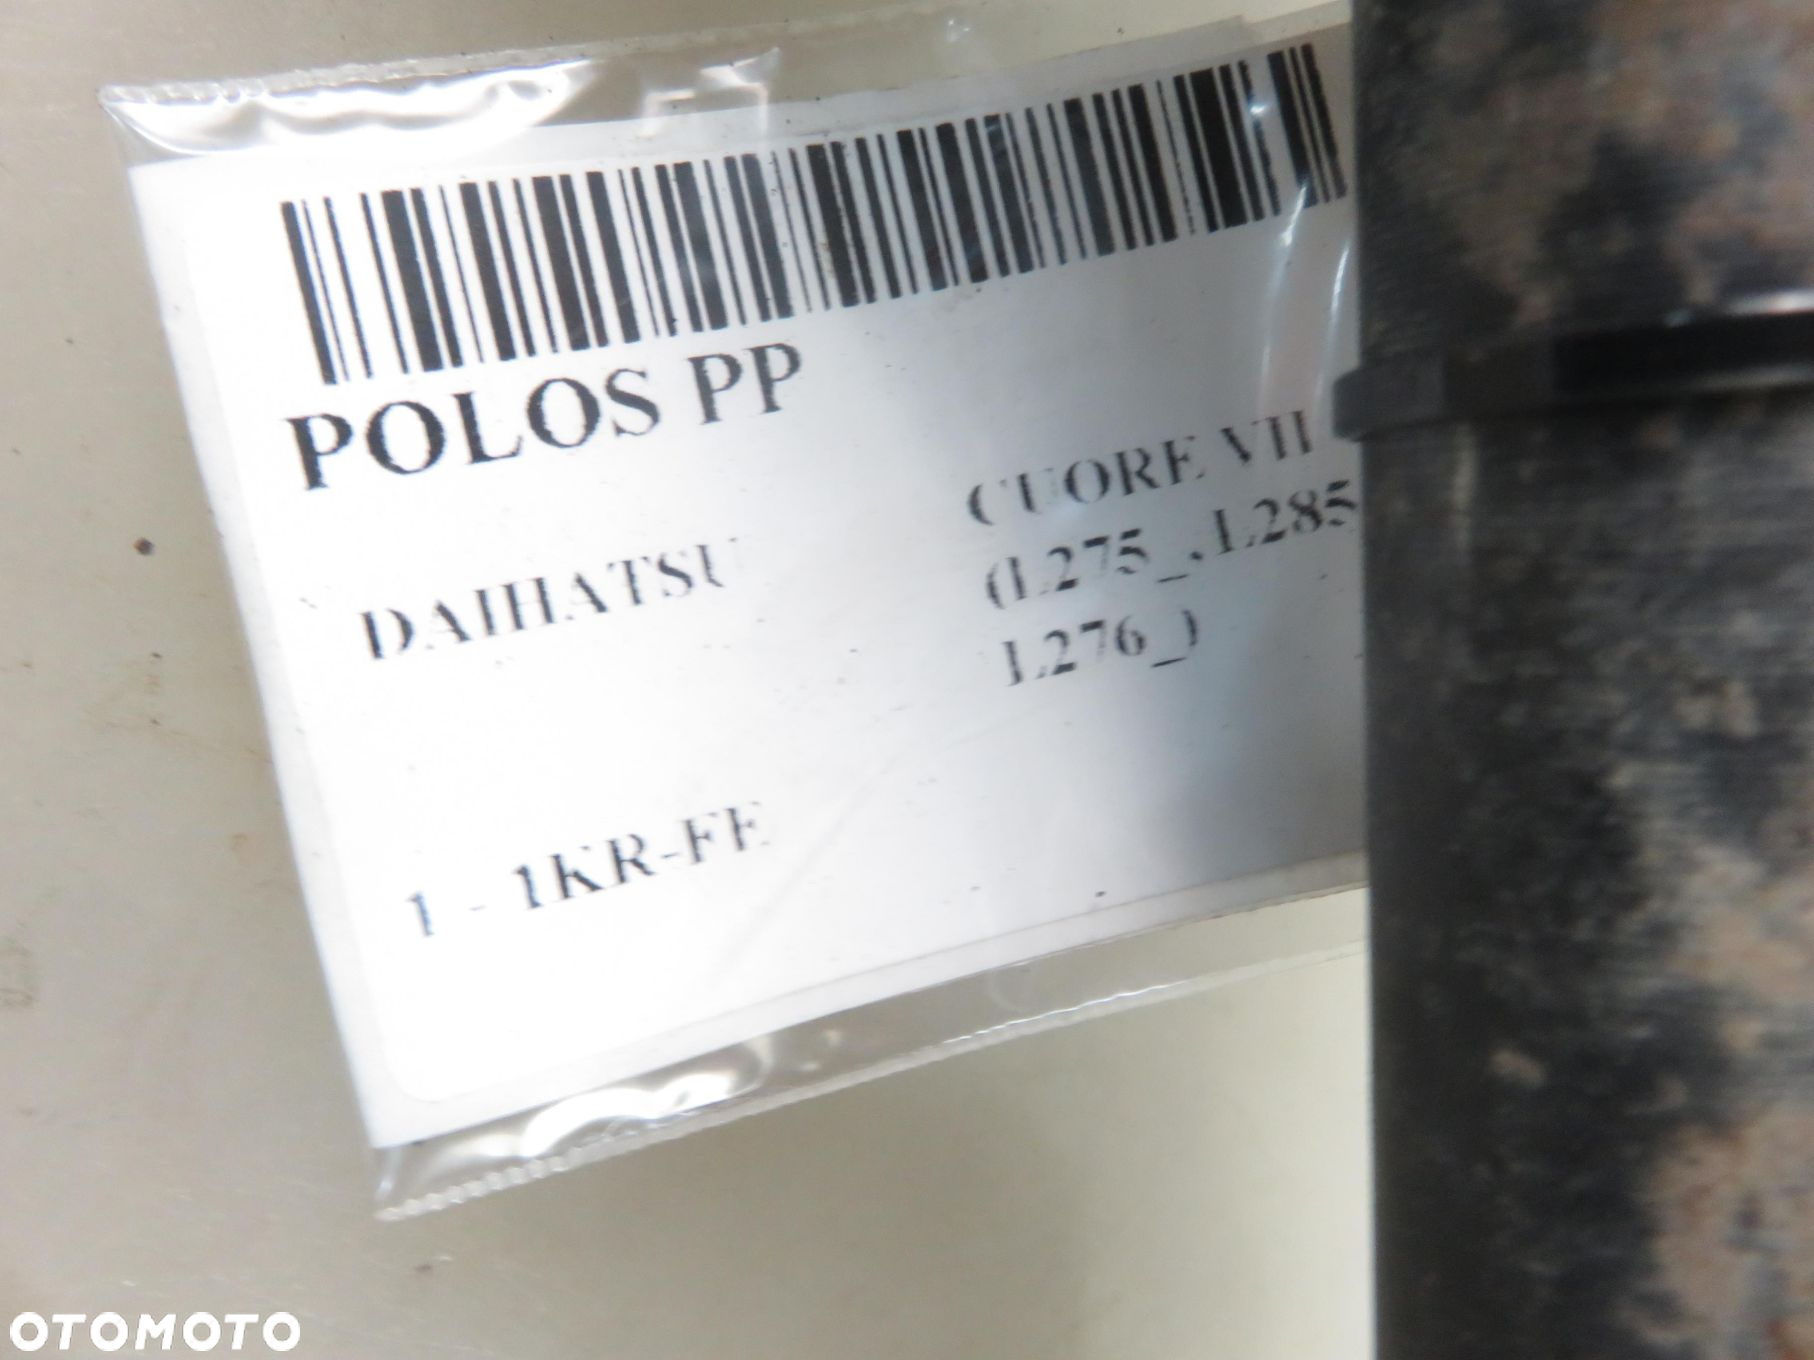 POLOS PP
DAIHATSU
CUORE VII
(L275_, L285
L276_)
1 - 1KR-FE
OTOMOTO